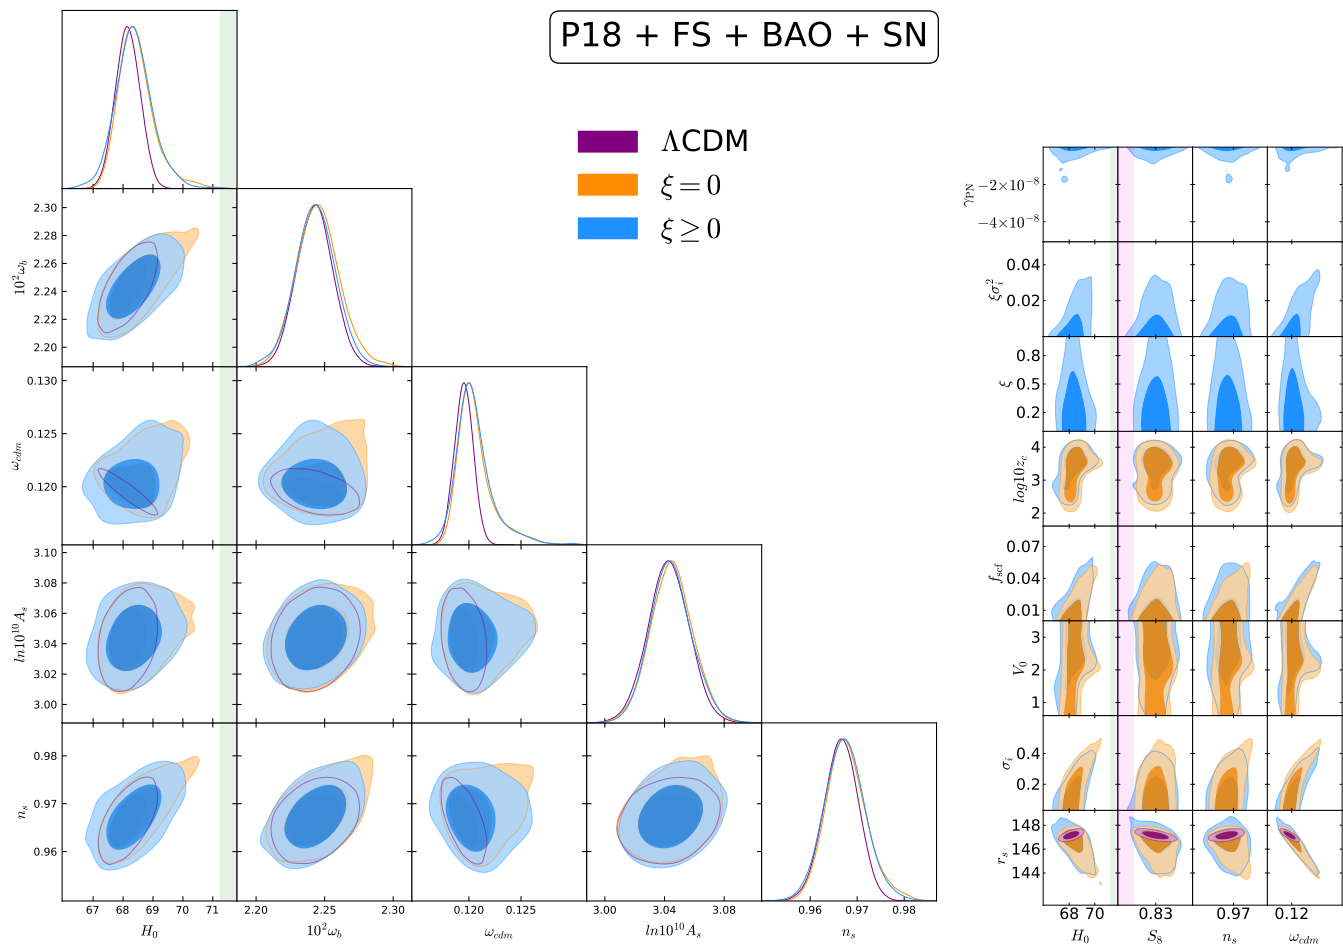 P18 + FS + BAO + SN
ΛCDM
ξ = 0
ξ ≥ 0
2.30
2.28
2.26
2.24
2.22
2.20
10²ω_b
0.130
0.125
0.120
ω_cdm
3.10
3.08
3.06
3.04
3.02
3.00
ln10¹⁰A_s
0.98
0.97
0.96
n_s
67 68 69 70 71
H₀
2.20 2.25 2.30
10²ω_b
0.120 0.125
ω_cdm
3.00 3.04 3.08
ln10¹⁰A_s
0.96 0.97 0.98
n_s
−2×10⁻⁸
−4×10⁻⁸
γ_PN
0.04
0.02
ξσ_i²
0.8
0.5
0.2
ξ
4
3
2
log10z_c
0.07
0.04
0.01
f_scf
3
2
1
V₀
0.4
0.2
σ_i
148
146
144
r_s
68 70
H₀
0.83
S₈
0.97
n_s
0.12
ω_cdm